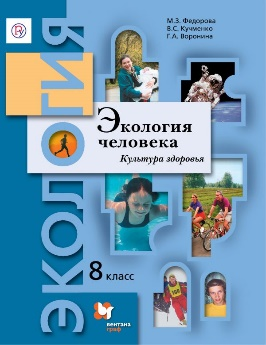 М.З. Федорова
В.С. Кучменко
Г.А. Воронина
ЭКОЛОГИЯ
Экология
человека
Культура здоровья
8 класс
вентана
граф